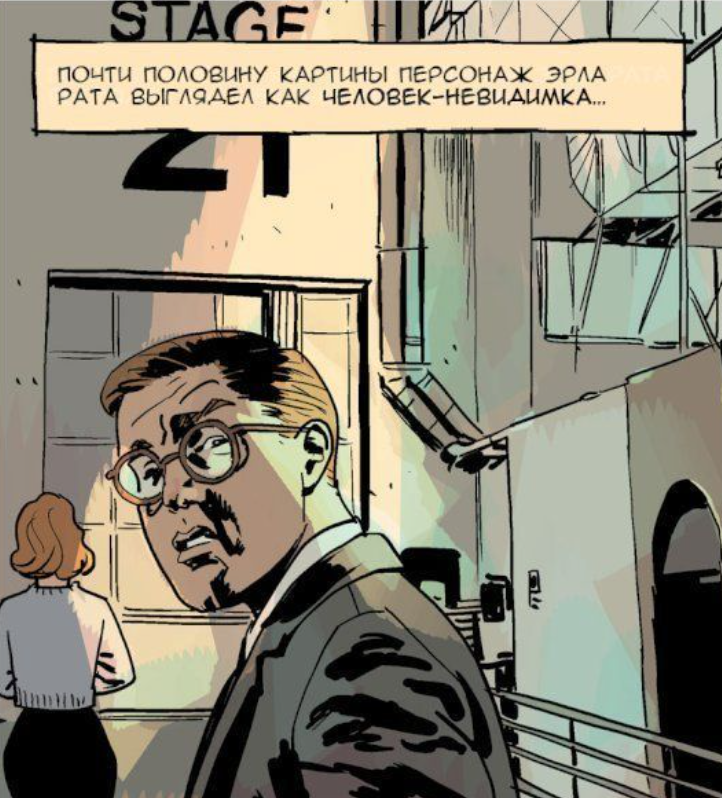 STAGE
ПОЧТИ ПОЛОВИНУ КАРТИНЫ ПЕРСОНАЖ ЭРЛА
РАТА ВЫГЛЯДЕЛ КАК ЧЕЛОВЕК-НЕВИДИМКА...
21